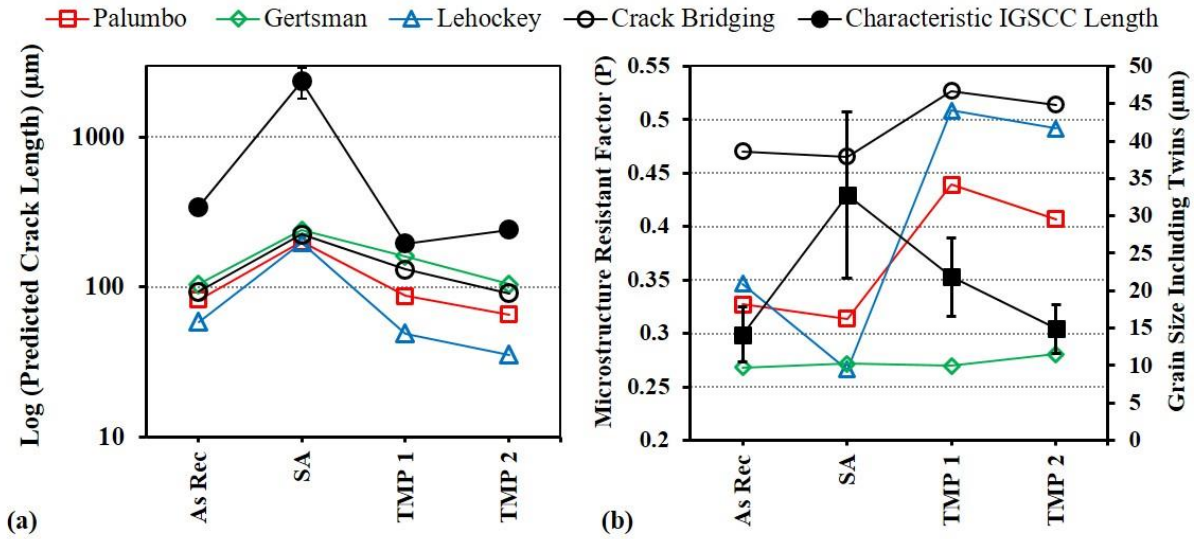 Palumbo Gertsman Lehockey Crack Bridging Characteristic IGSCC Length
Log (Predicted Crack Length) (μm)
1000
100
10
As Rec
SA
TMP 1
TMP 2
(a)
Microstructure Resistant Factor (P)
0.55
0.5
0.45
0.4
0.35
0.3
0.25
0.2
As Rec
SA
TMP 1
TMP 2
50
45
40
35
30
25
20
15
10
5
0
Grain Size Including Twins (μm)
(b)